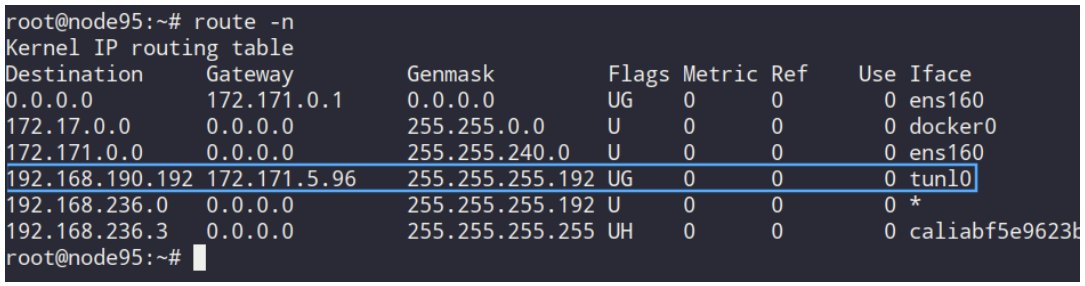 root@node95:~# route -n
Kernel IP routing table
Destination     Gateway         Genmask         Flags Metric Ref    Use Iface
0.0.0.0         172.171.0.1     0.0.0.0         UG    0      0        0 ens160
172.17.0.0      0.0.0.0         255.255.0.0     U     0      0        0 docker0
172.171.0.0     0.0.0.0         255.255.240.0   U     0      0        0 ens160
192.168.190.192 172.171.5.96    255.255.255.192 UG    0      0        0 tunl0
192.168.236.0   0.0.0.0         255.255.255.192 U     0      0        0 *
192.168.236.3   0.0.0.0         255.255.255.255 UH    0      0        0 caliabf5e9623b
root@node95:~#